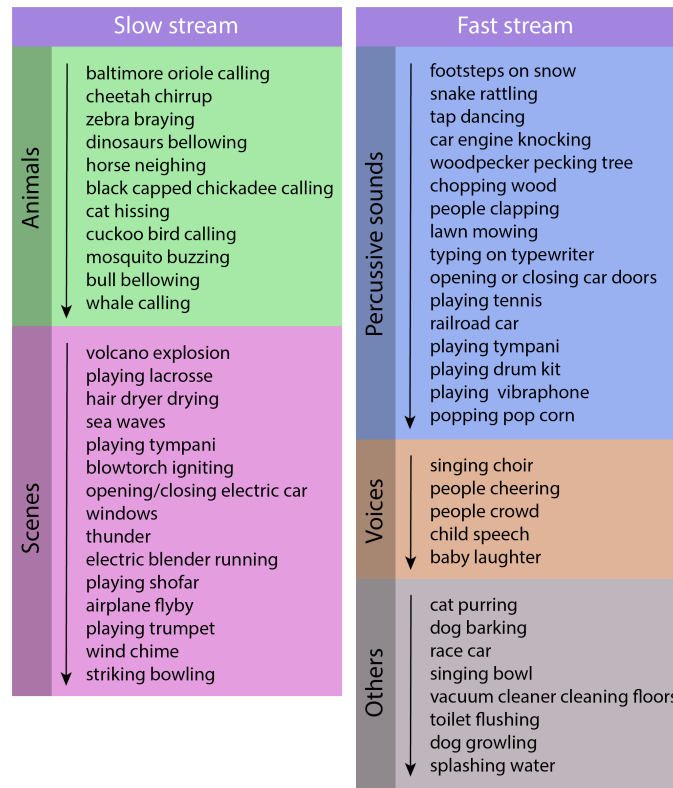 Slow stream
Animals
baltimore oriole calling
cheetah chirrup
zebra braying
dinosaurs bellowing
horse neighing
black capped chickadee calling
cat hissing
cuckoo bird calling
mosquito buzzing
bull bellowing
whale calling
Scenes
volcano explosion
playing lacrosse
hair dryer drying
sea waves
playing tympani
blowtorch igniting
opening/closing electric car
windows
thunder
electric blender running
playing shofar
airplane flyby
playing trumpet
wind chime
striking bowling
Fast stream
Percussive sounds
footsteps on snow
snake rattling
tap dancing
car engine knocking
woodpecker pecking tree
chopping wood
people clapping
lawn mowing
typing on typewriter
opening or closing car doors
playing tennis
railroad car
playing tympani
playing drum kit
playing vibraphone
popping pop corn
Voices
singing choir
people cheering
people crowd
child speech
baby laughter
Others
cat purring
dog barking
race car
singing bowl
vacuum cleaner cleaning floors
toilet flushing
dog growling
splashing water